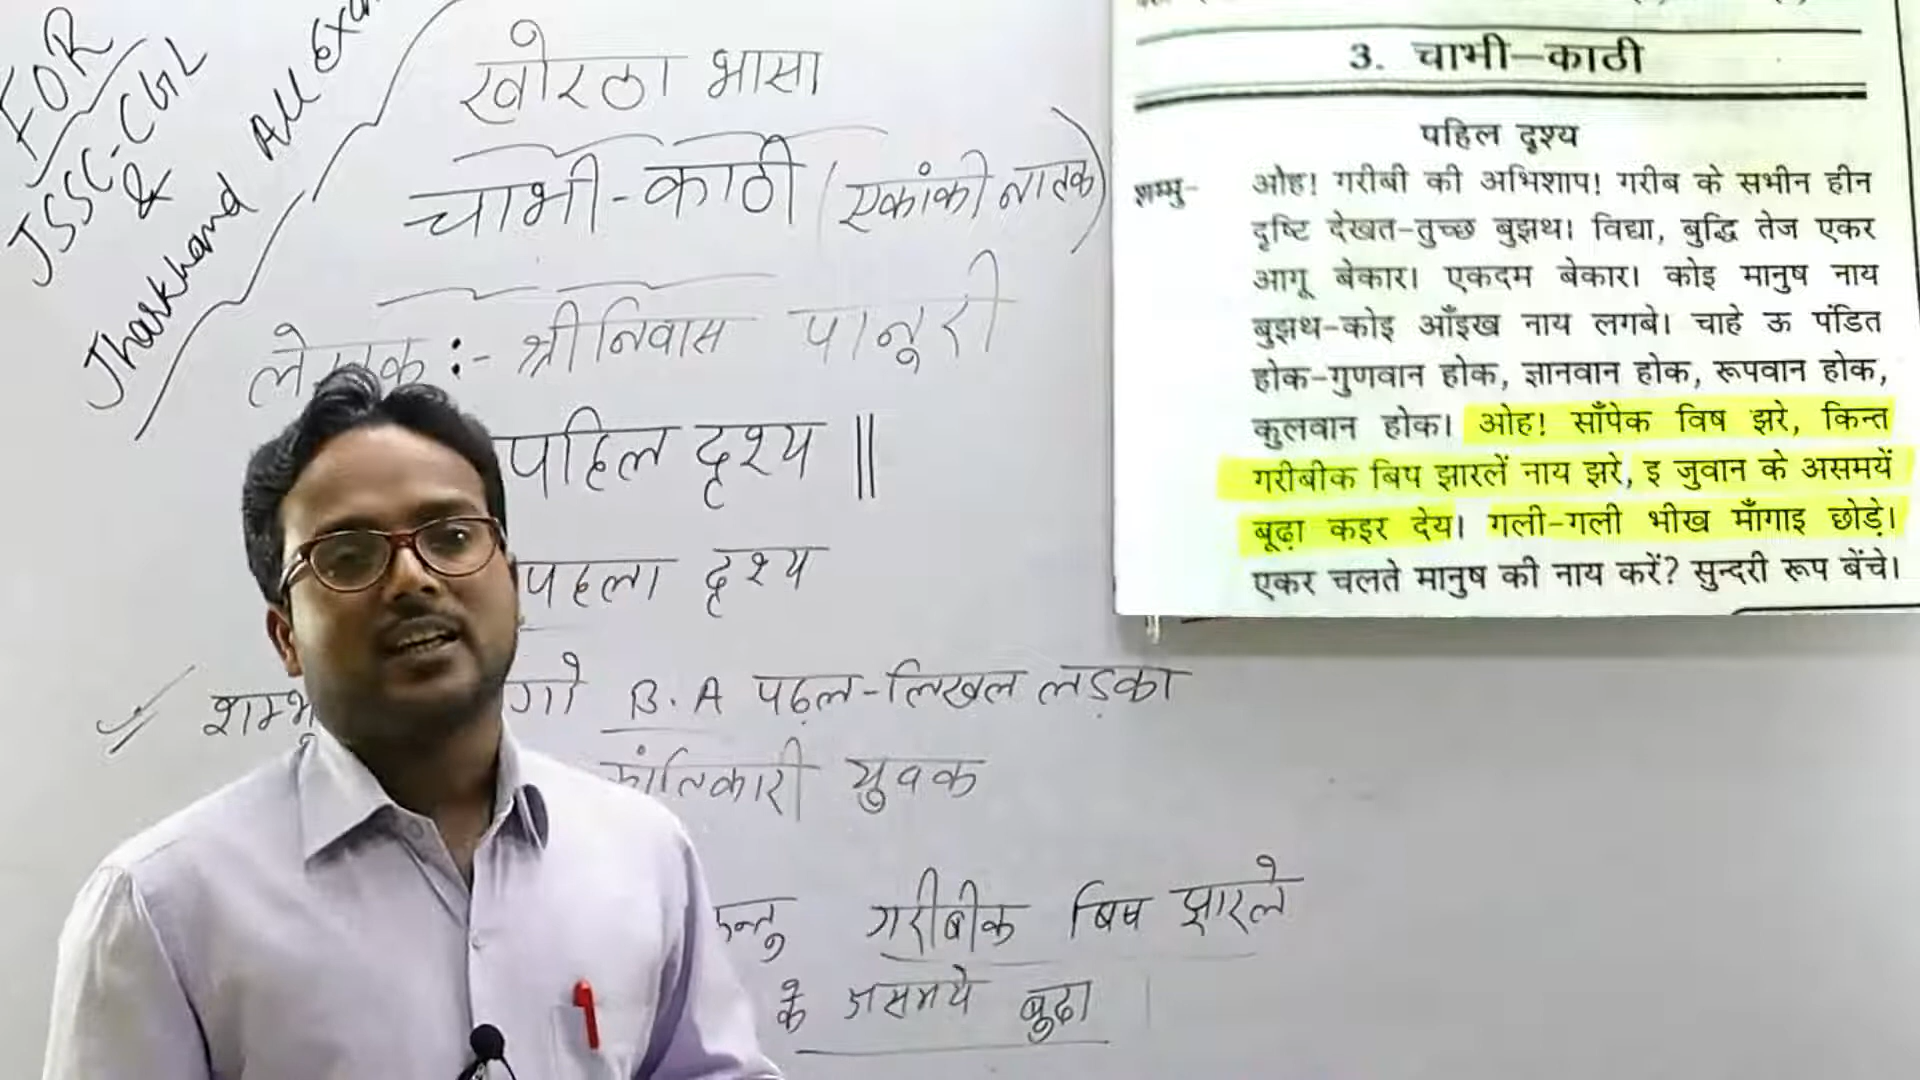 FOR
JSSC-CGL
&
Jharkhand All Exam
खोरठा भासा
चाभी-काठी (एकांकी नाटक)
लेखक :- श्रीनिवास पानूरी
पहिल दृश्य ||
पहला दृश्य
शम्भू गो B.A पढ़ल-लिखल लड़का
क्रांतिकारी युवक
गरीबीक बिष झारले
के असमये बुढ़ा
3. चाभी–काठी
पहिल दृश्य
शम्भु- ओह! गरीबी की अभिशाप! गरीब के सभीन हीन
दृष्टि देखत-तुच्छ बुझथ। विद्या, बुद्धि तेज एकर
आगू बेकार। एकदम बेकार। कोइ मानुष नाय
बुझथ-कोइ आँइख नाय लगबे। चाहे ऊ पंडित
होक-गुणवान होक, ज्ञानवान होक, रूपवान होक,
कुलवान होक। ओह! साँपेक विष झरे, किन्त
गरीबीक बिप झारलें नाय झरे, इ जुवान के असमयें
बूढ़ा कइर देय। गली-गली भीख माँगाइ छोड़े।
एकर चलते मानुष की नाय करें? सुन्दरी रूप बेंचे।